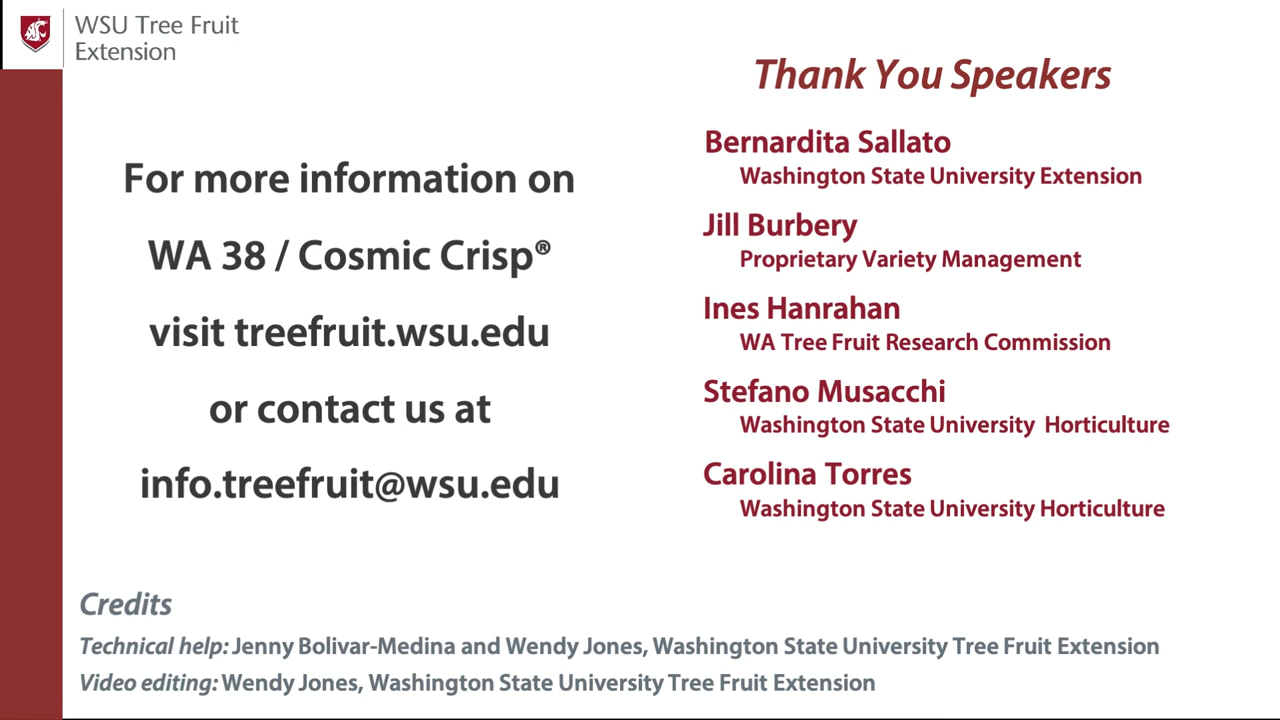 WSU Tree Fruit
Extension
For more information on
WA 38 / Cosmic Crisp®
visit treefruit.wsu.edu
or contact us at
info.treefruit@wsu.edu
Thank You Speakers
Bernardita Sallato
Washington State University Extension
Jill Burbery
Proprietary Variety Management
Ines Hanrahan
WA Tree Fruit Research Commission
Stefano Musacchi
Washington State University  Horticulture
Carolina Torres
Washington State University Horticulture
Credits
Technical help: Jenny Bolivar-Medina and Wendy Jones, Washington State University Tree Fruit Extension
Video editing: Wendy Jones, Washington State University Tree Fruit Extension